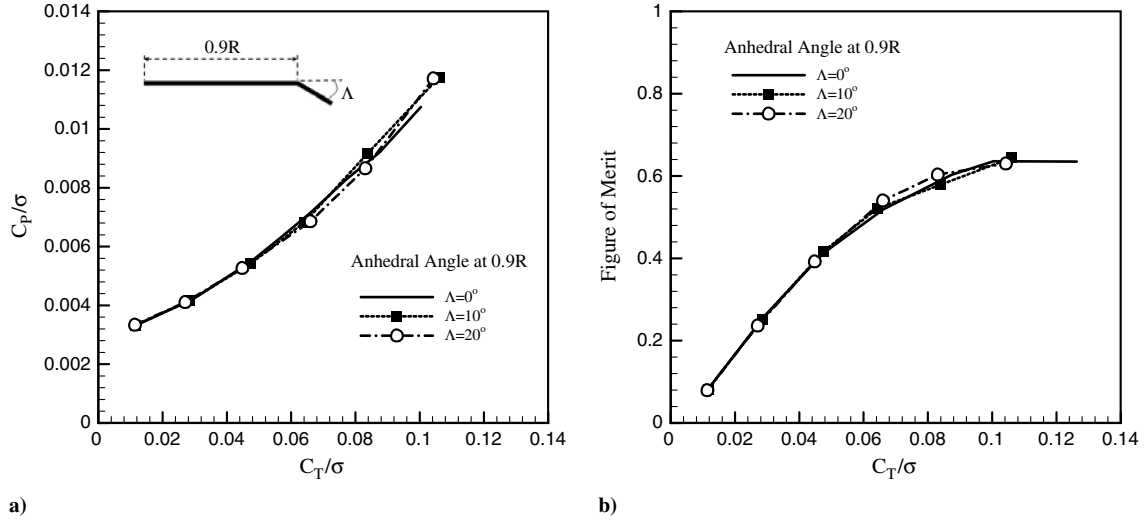 0.014
0.012
0.01
0.008
0.006
0.004
0.002
0
C_P/σ
0.9R
Λ
Anhedral Angle at 0.9R
Λ=0°
Λ=10°
Λ=20°
0 0.02 0.04 0.06 0.08 0.1 0.12 0.14
C_T/σ
a)
1
0.8
0.6
0.4
0.2
0
Figure of Merit
Anhedral Angle at 0.9R
Λ=0°
Λ=10°
Λ=20°
0 0.02 0.04 0.06 0.08 0.1 0.12 0.14
C_T/σ
b)